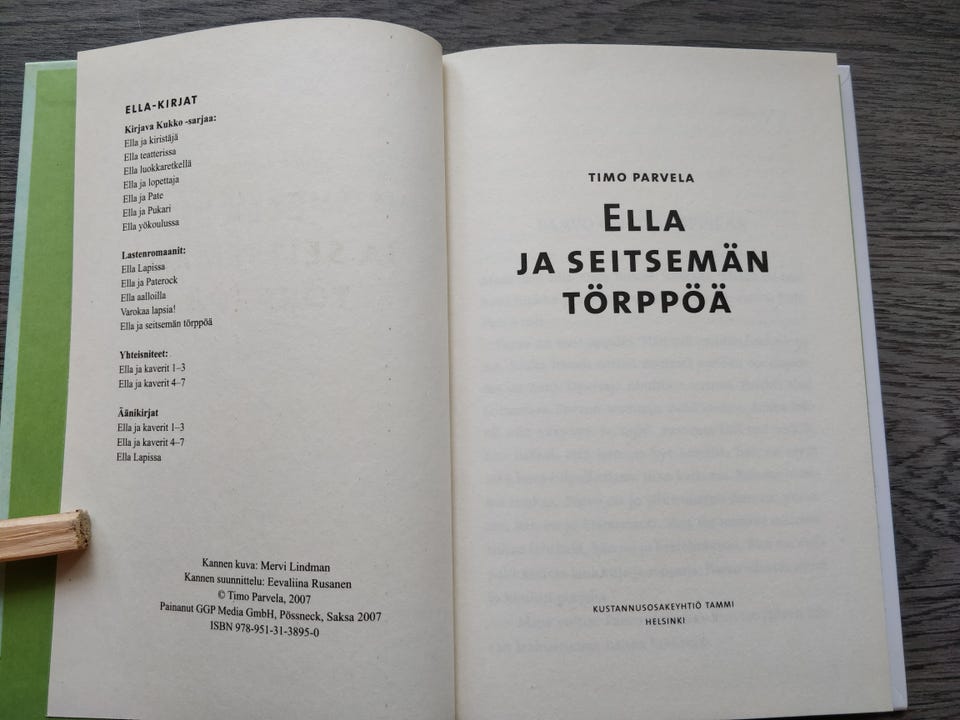 ELLA-KIRJAT
Kirjava Kukko -sarjaa:
Ella ja kiristäjä
Ella teatterissa
Ella luokkaretkellä
Ella ja lopettaja
Ella ja Pate
Ella ja Pukari
Ella yökoulussa
Lastenromaanit:
Ella Lapissa
Ella ja Paterock
Ella aalloilla
Varokaa lapsia!
Ella ja seitsemän törppöä
Yhteisniteet:
Ella ja kaverit 1–3
Ella ja kaverit 4–7
Äänikirjat
Ella ja kaverit 1–3
Ella ja kaverit 4–7
Ella Lapissa
Kannen kuva: Mervi Lindman
Kannen suunnittelu: Eevaliina Rusanen
© Timo Parvela, 2007
Painanut GGP Media GmbH, Pössneck, Saksa 2007
ISBN 978-951-31-3895-0
TIMO PARVELA
ELLA
JA SEITSEMÄN
TÖRPPÖÄ
KUSTANNUSOSAKEYHTIÖ TAMMI
HELSINKI